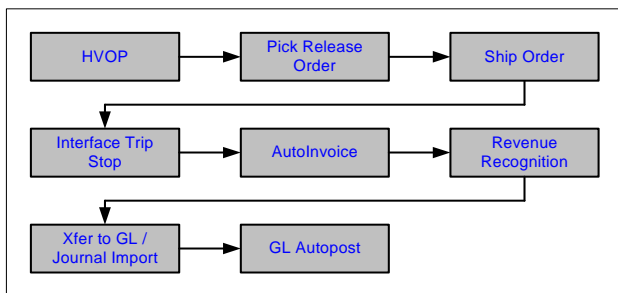 HVOP
Pick Release
Order
Ship Order
Interface Trip
Stop
AutoInvoice
Revenue
Recognition
Xfer to GL /
Journal Import
GL Autopost